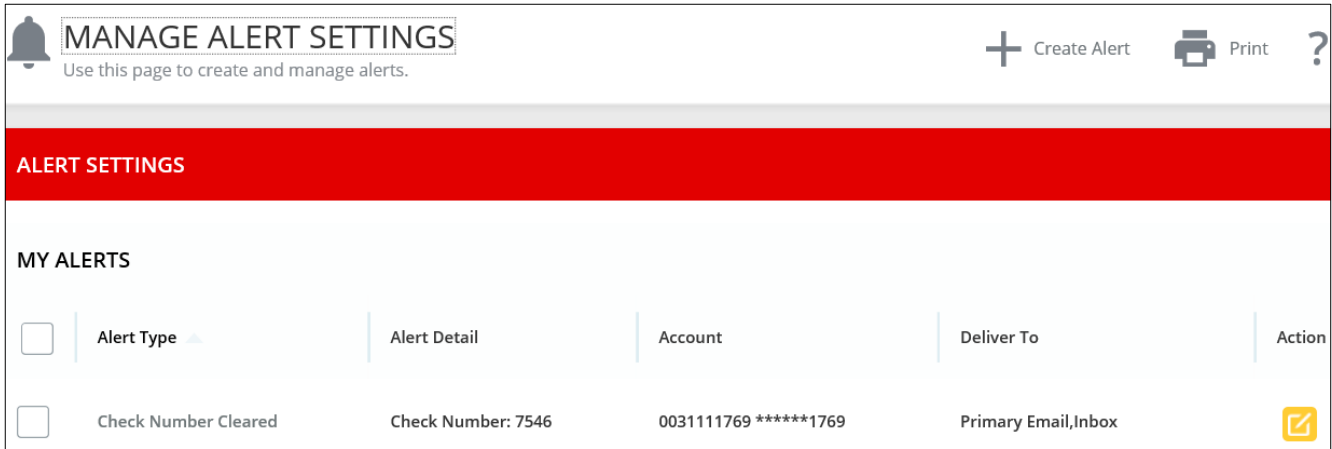 MANAGE ALERT SETTINGS
Use this page to create and manage alerts.
Create Alert Print ?
ALERT SETTINGS
MY ALERTS
Alert Type Alert Detail Account Deliver To Action
Check Number Cleared Check Number: 7546 0031111769 ******1769 Primary Email,Inbox